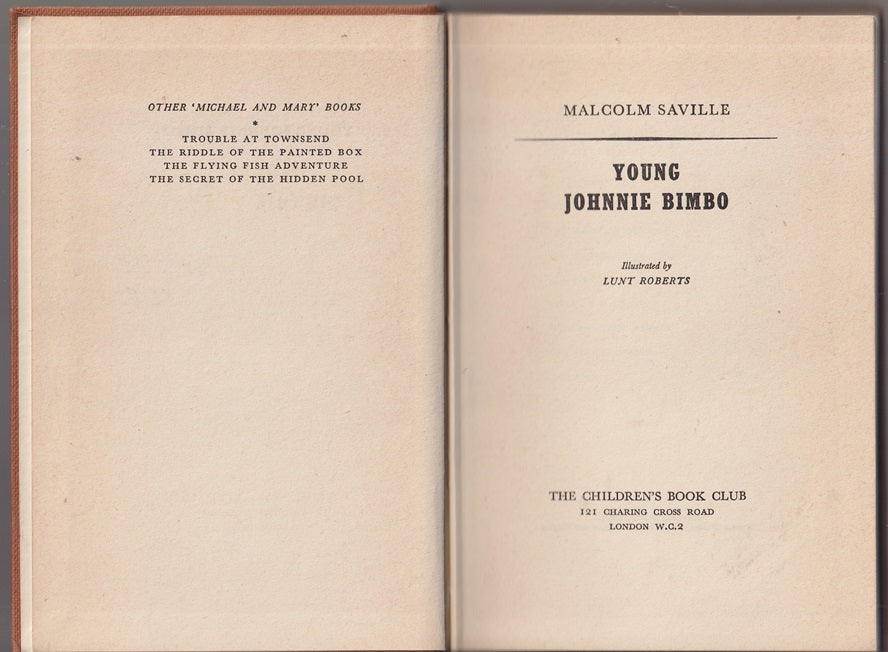 OTHER 'MICHAEL AND MARY' BOOKS
*
TROUBLE AT TOWNSEND
THE RIDDLE OF THE PAINTED BOX
THE FLYING FISH ADVENTURE
THE SECRET OF THE HIDDEN POOL
MALCOLM SAVILLE
YOUNG
JOHNNIE BIMBO
Illustrated by
LUNT ROBERTS
THE CHILDREN'S BOOK CLUB
121 CHARING CROSS ROAD
LONDON W.C.2